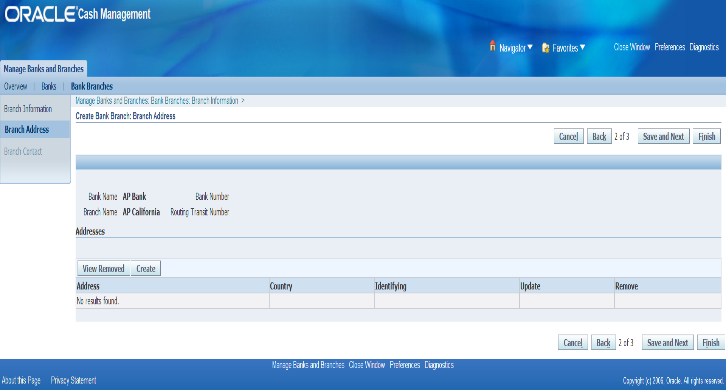 ORACLE® Cash Management
Navigator Favorites Close Window Preferences Diagnostics
Manage Banks and Branches
Overview | Banks | Bank Branches
Branch Information
Branch Address
Branch Contact
Manage Banks and Branches: Bank Branches: Branch Information >
Create Bank Branch: Branch Address
Cancel Back 2 of 3 Save and Next Finish
Bank Name AP Bank Bank Number
Branch Name AP California Routing Transit Number
Addresses
View Removed Create
Address Country Identifying Update Remove
No results found.
Cancel Back 2 of 3 Save and Next Finish
Manage Banks and Branches Close Window Preferences Diagnostics
About this Page Privacy Statement Copyright (c) 2006, Oracle. All rights reserved.